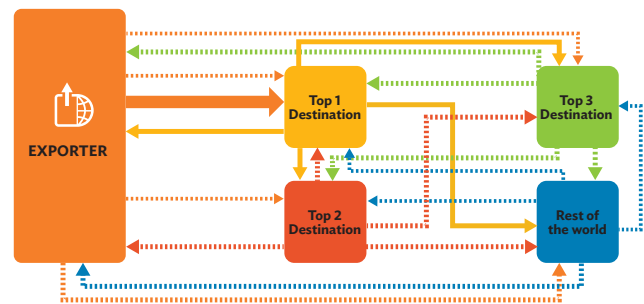 EXPORTER
Top 1
Destination
Top 3
Destination
Top 2
Destination
Rest of
the world